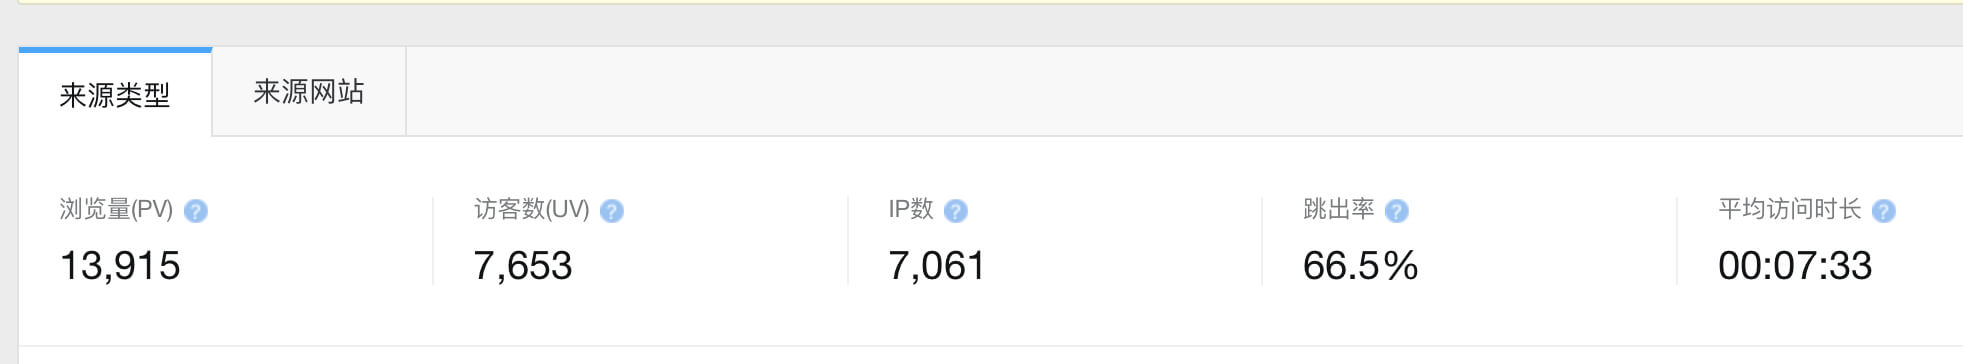 来源类型 来源网站
浏览量(PV) ? 访客数(UV) ? IP数 ? 跳出率 ? 平均访问时长 ?
13,915 7,653 7,061 66.5% 00:07:33